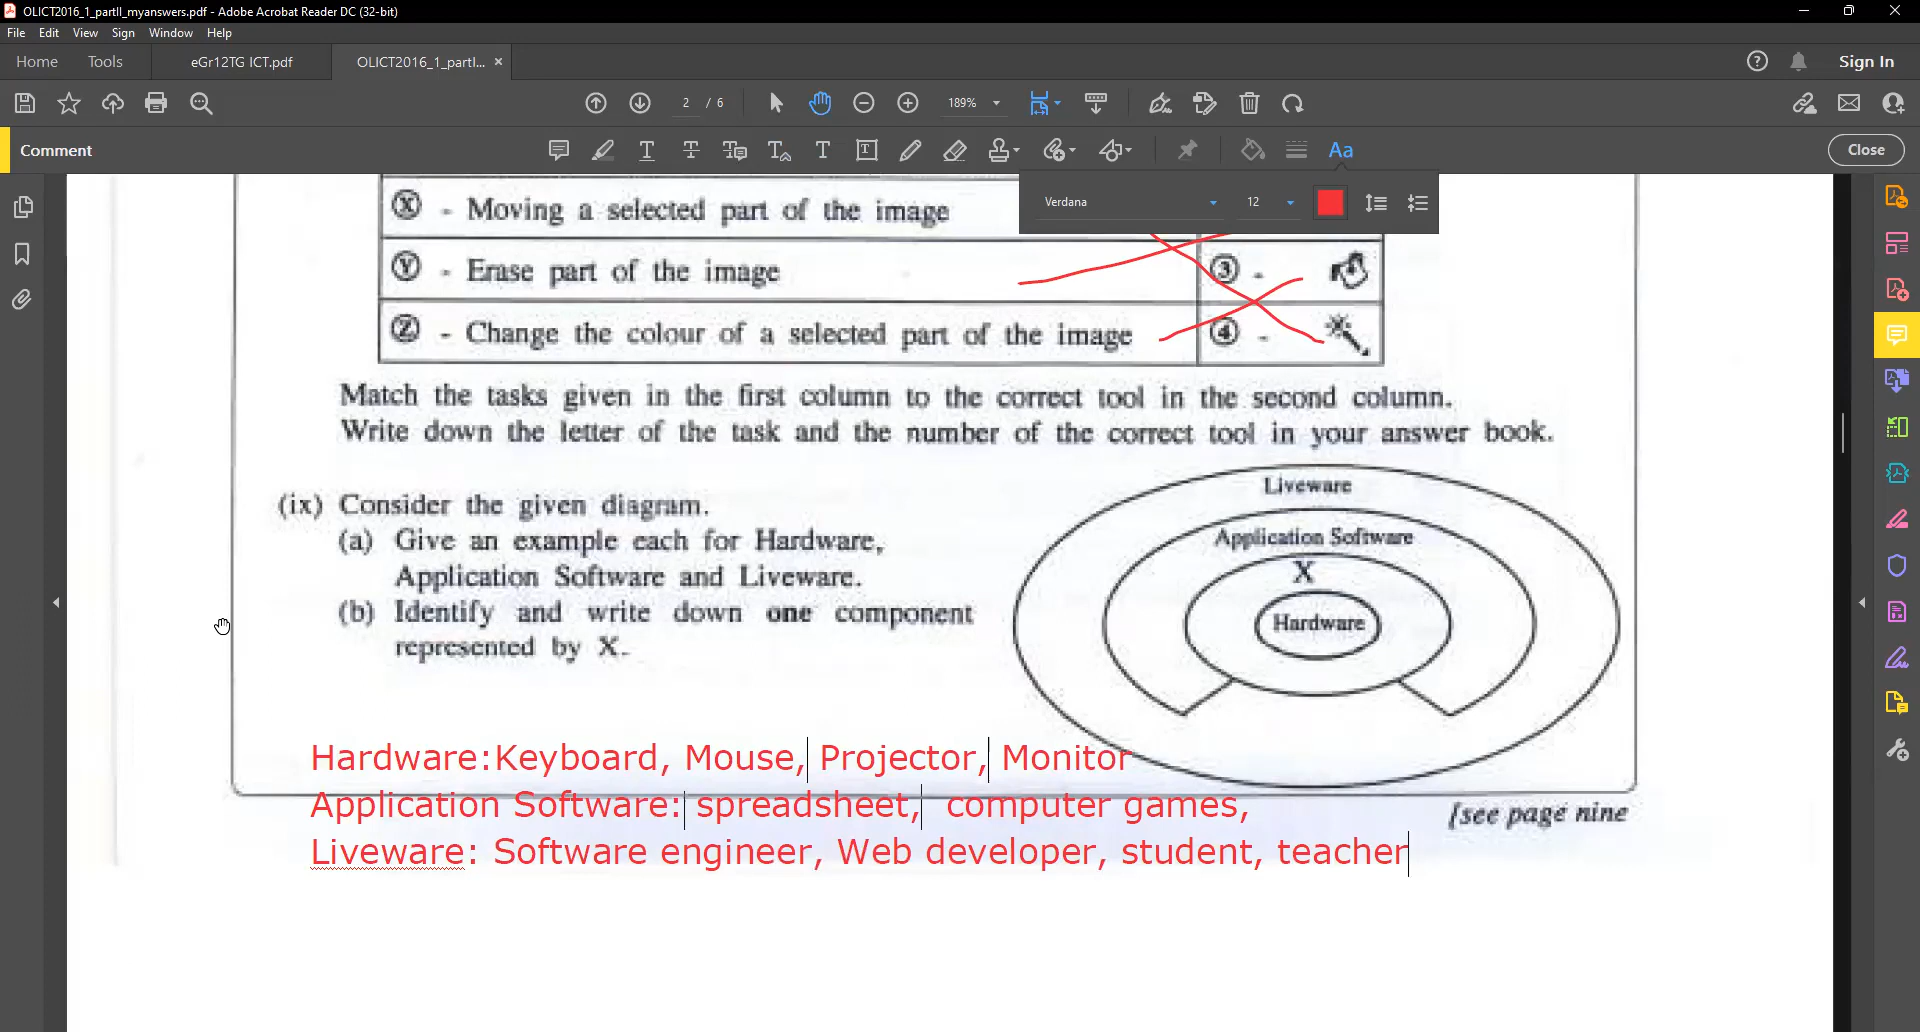 OLICT2016_1_partII_myanswers.pdf - Adobe Acrobat Reader DC (32-bit)
File Edit View Sign Window Help
Home Tools eGr12TG ICT.pdf OLICT2016_1_partI... × Sign In
2 / 6 189%
Comment Close
Verdana 12
Ⓧ - Moving a selected part of the image
Ⓨ - Erase part of the image ③ -
Ⓩ - Change the colour of a selected part of the image ④ -
Match the tasks given in the first column to the correct tool in the second column.
Write down the letter of the task and the number of the correct tool in your answer book.
(ix) Consider the given diagram.
(a) Give an example each for Hardware,
Application Software and Liveware.
(b) Identify and write down one component
represented by X.
Liveware
Application Software
X
Hardware
Hardware:Keyboard, Mouse, Projector, Monitor
Application Software: spreadsheet, computer games,
Liveware: Software engineer, Web developer, student, teacher
[see page nine